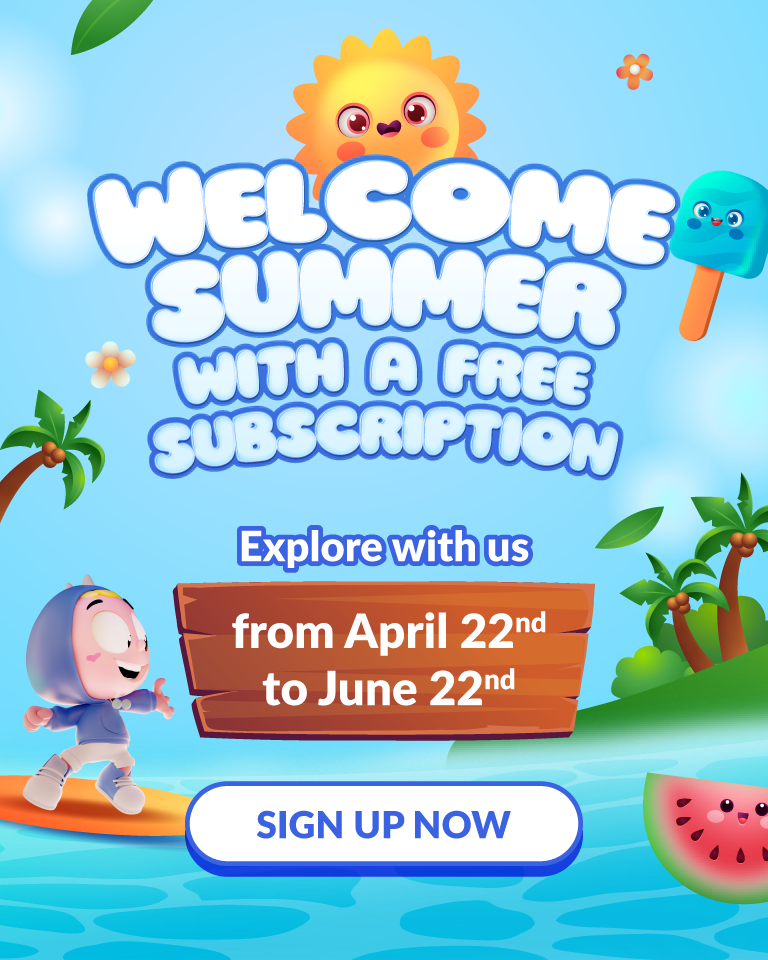 WELCOME
SUMMER
WITH A FREE
SUBSCRIPTION
Explore with us
from April 22nd
to June 22nd
SIGN UP NOW